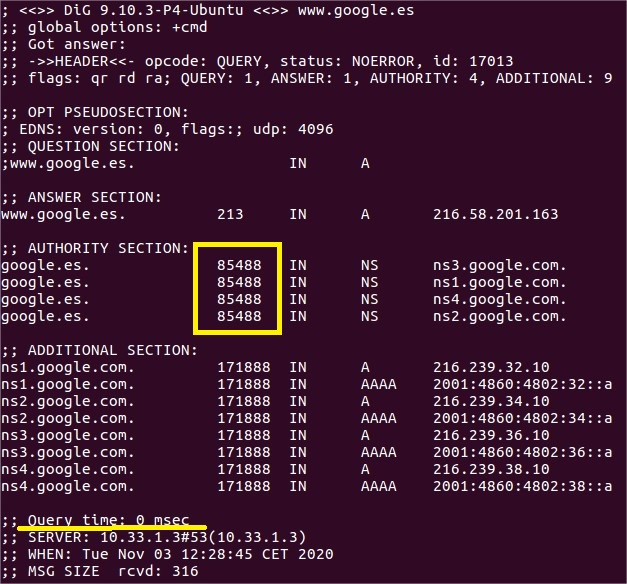 ; <<>> DiG 9.10.3-P4-Ubuntu <<>> www.google.es
;; global options: +cmd
;; Got answer:
;; ->>HEADER<<- opcode: QUERY, status: NOERROR, id: 17013
;; flags: qr rd ra; QUERY: 1, ANSWER: 1, AUTHORITY: 4, ADDITIONAL: 9

;; OPT PSEUDOSECTION:
; EDNS: version: 0, flags:; udp: 4096
;; QUESTION SECTION:
;www.google.es. IN A

;; ANSWER SECTION:
www.google.es. 213 IN A 216.58.201.163

;; AUTHORITY SECTION:
google.es. 85488 IN NS ns3.google.com.
google.es. 85488 IN NS ns1.google.com.
google.es. 85488 IN NS ns4.google.com.
google.es. 85488 IN NS ns2.google.com.

;; ADDITIONAL SECTION:
ns1.google.com. 171888 IN A 216.239.32.10
ns1.google.com. 171888 IN AAAA 2001:4860:4802:32::a
ns2.google.com. 171888 IN A 216.239.34.10
ns2.google.com. 171888 IN AAAA 2001:4860:4802:34::a
ns3.google.com. 171888 IN A 216.239.36.10
ns3.google.com. 171888 IN AAAA 2001:4860:4802:36::a
ns4.google.com. 171888 IN A 216.239.38.10
ns4.google.com. 171888 IN AAAA 2001:4860:4802:38::a

;; Query time: 0 msec
;; SERVER: 10.33.1.3#53(10.33.1.3)
;; WHEN: Tue Nov 03 12:28:45 CET 2020
;; MSG SIZE rcvd: 316